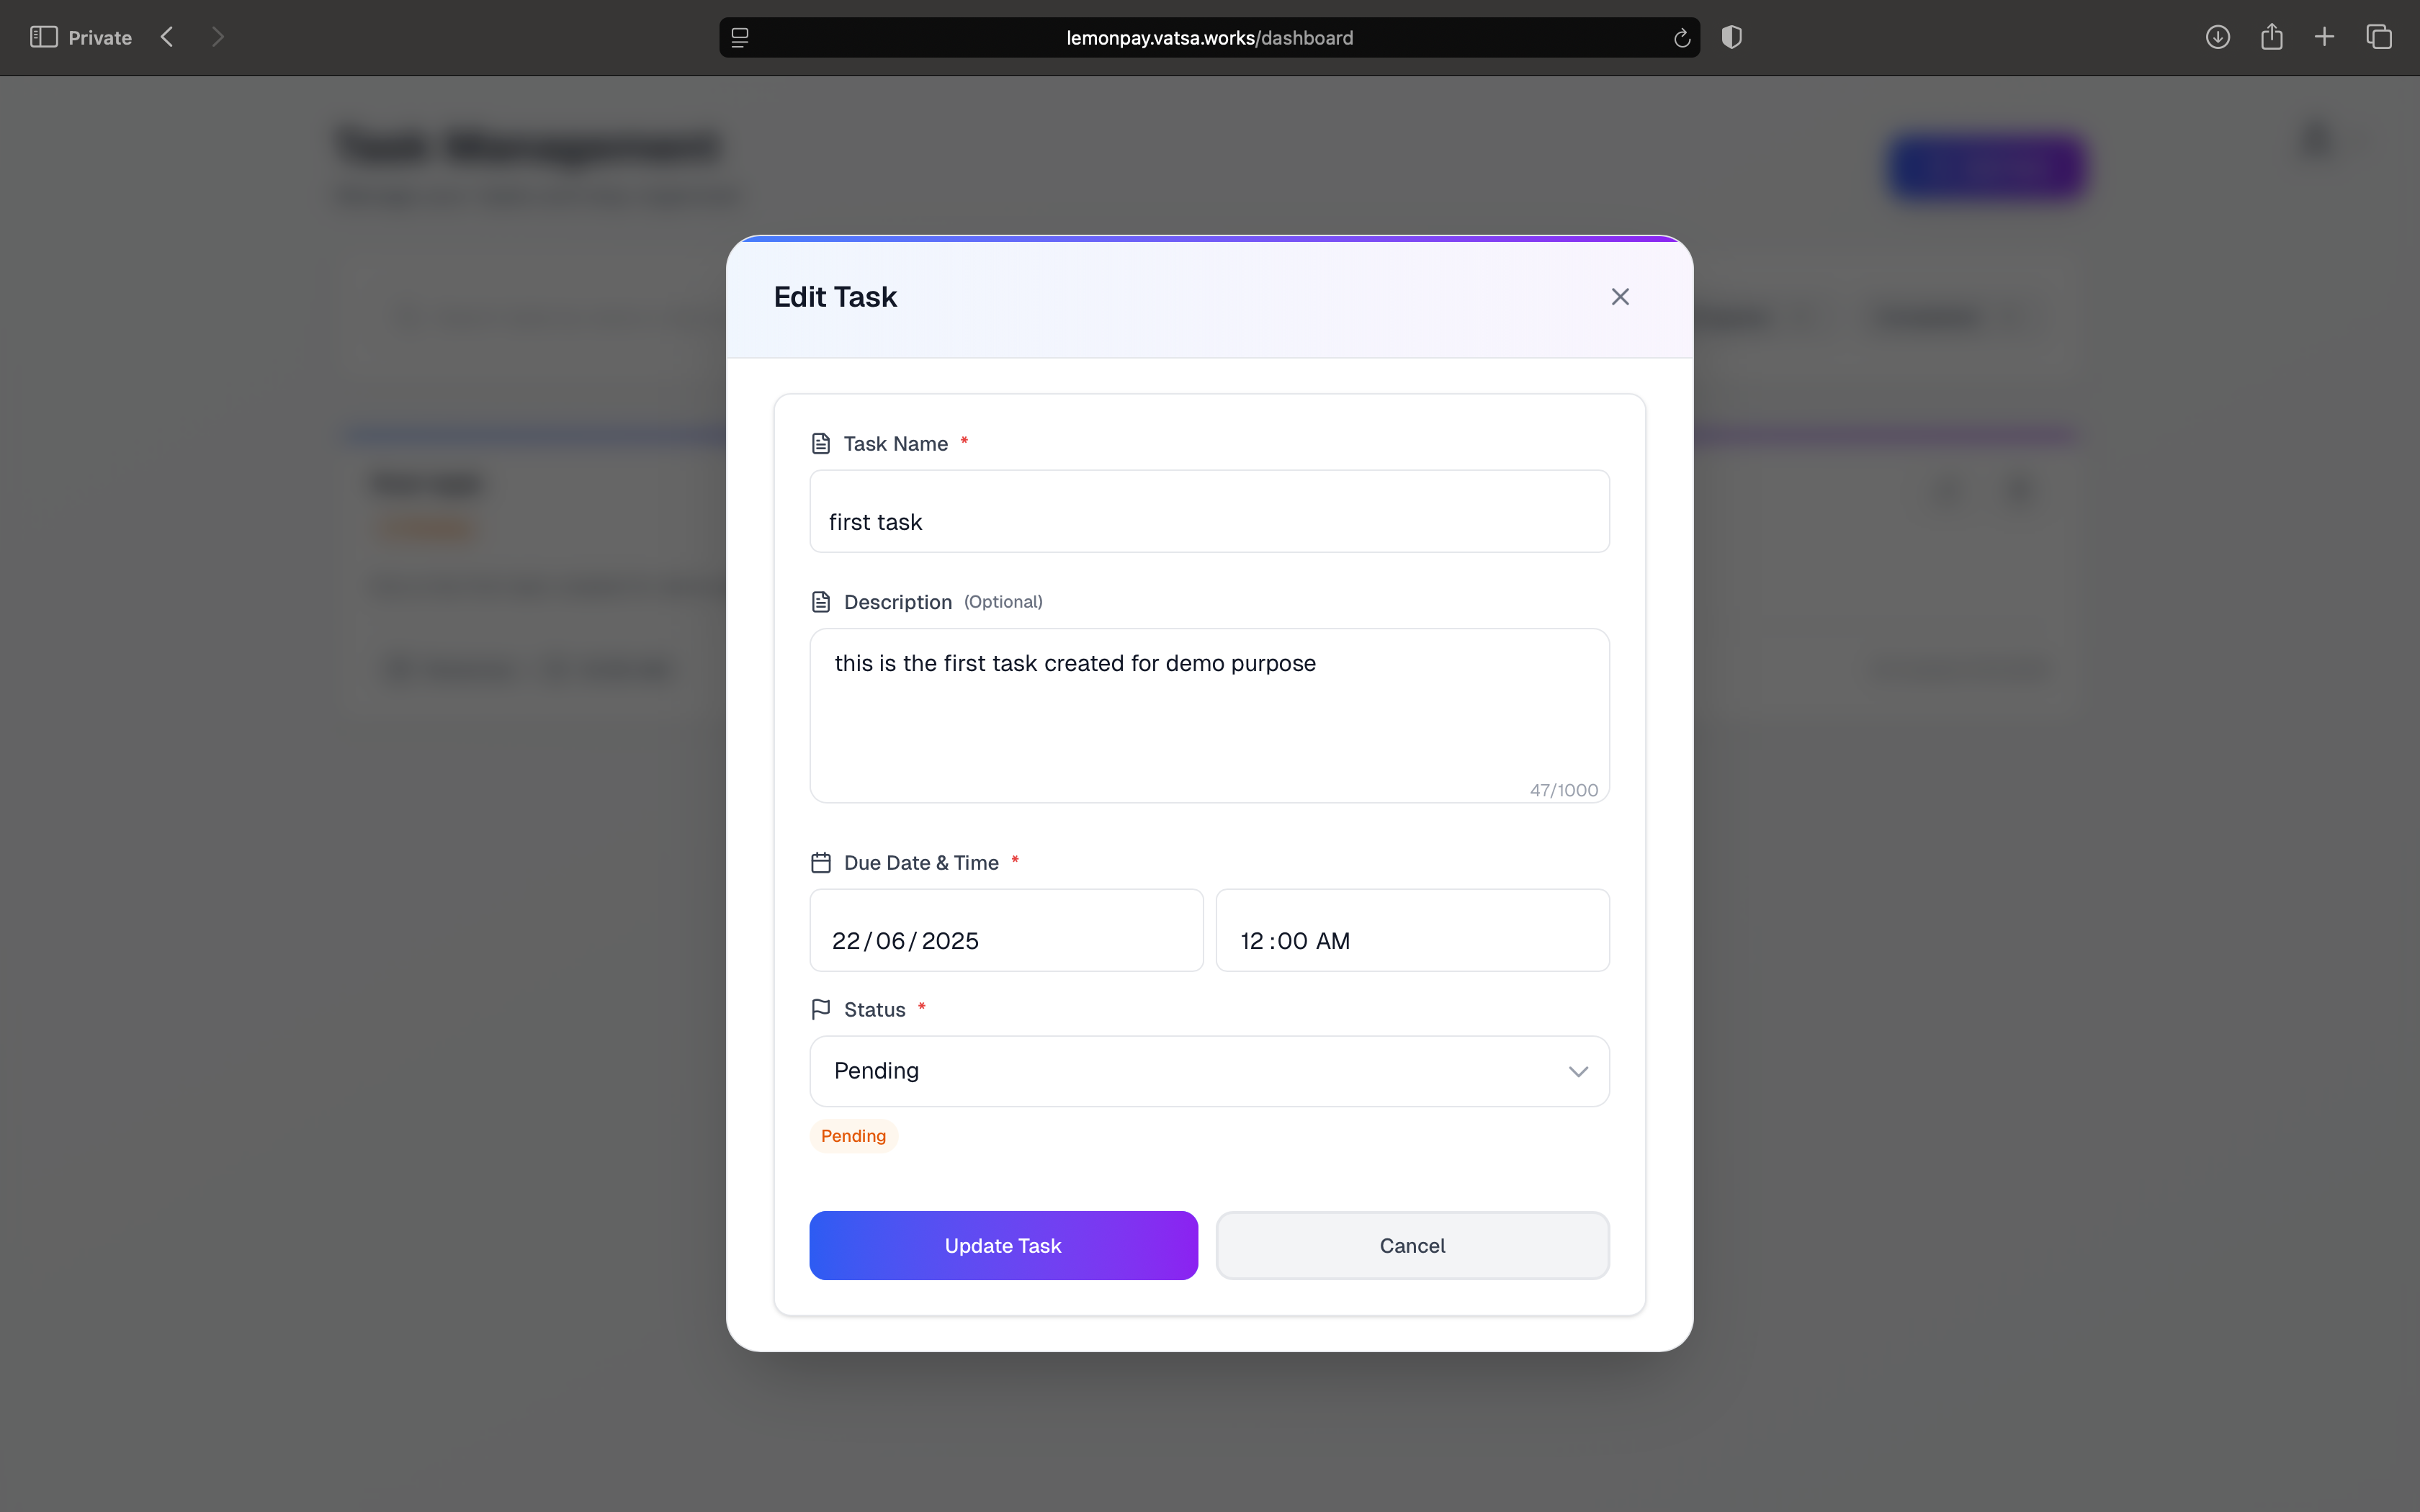 Private
lemonpay.vatsa.works/dashboard
Task Management
Edit Task
Task Name *
first task
Description (Optional)
this is the first task created for demo purpose
47/1000
Due Date & Time *
22/06/2025
12:00 AM
Status *
Pending
Pending
Update Task
Cancel